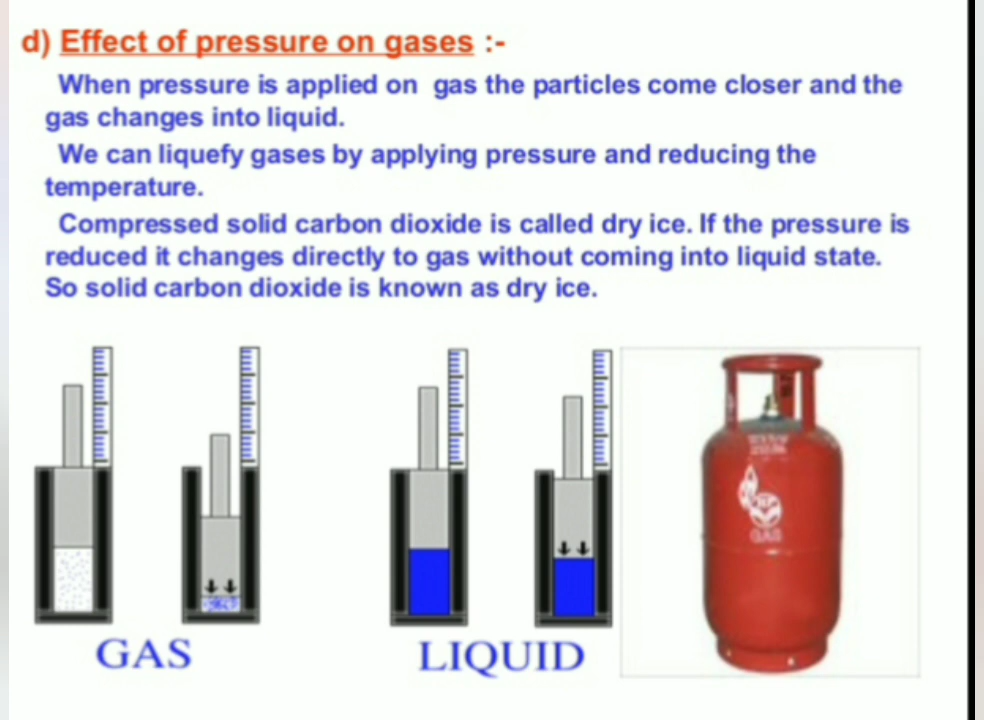 d) Effect of pressure on gases :-
When pressure is applied on gas the particles come closer and the
gas changes into liquid.
We can liquefy gases by applying pressure and reducing the
temperature.
Compressed solid carbon dioxide is called dry ice. If the pressure is
reduced it changes directly to gas without coming into liquid state.
So solid carbon dioxide is known as dry ice.
GAS
GAS
LIQUID